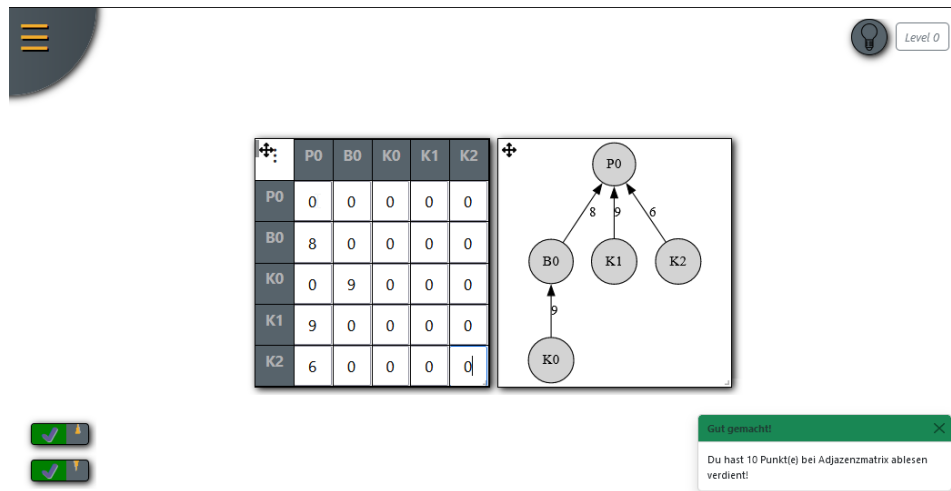 Level 0
P0 B0 K0 K1 K2
P0 0 0 0 0 0
B0 8 0 0 0 0
K0 0 9 0 0 0
K1 9 0 0 0 0
K2 6 0 0 0 0
P0
8 9 6
B0 K1 K2
9
K0
Gut gemacht!
Du hast 10 Punkt(e) bei Adjazenzmatrix ablesen
verdient!